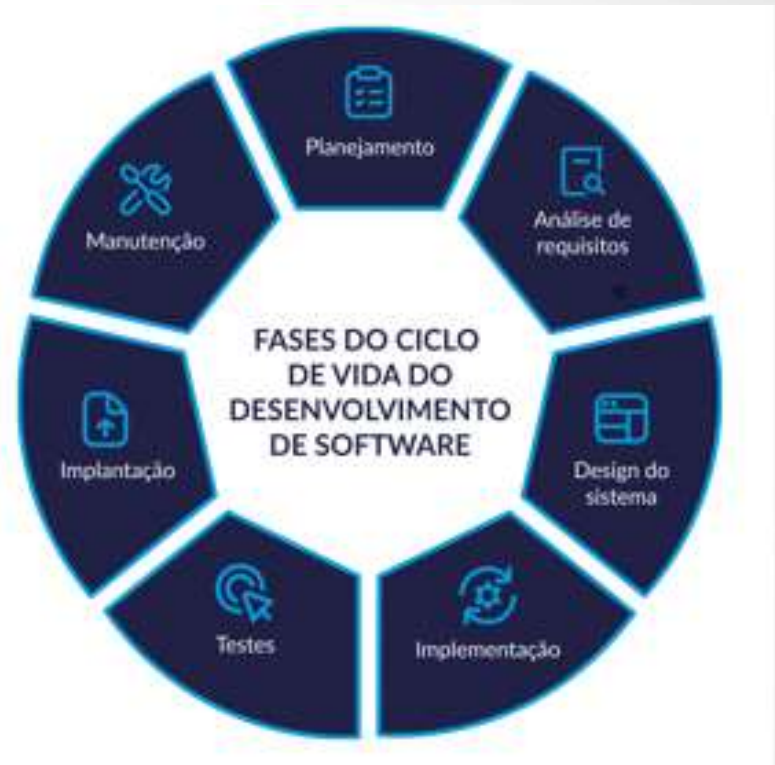 Planejamento
Análise de
requisitos
Manutenção
FASES DO CICLO
DE VIDA DO
DESENVOLVIMENTO
DE SOFTWARE
Design do
sistema
Implantação
Implementação
Testes